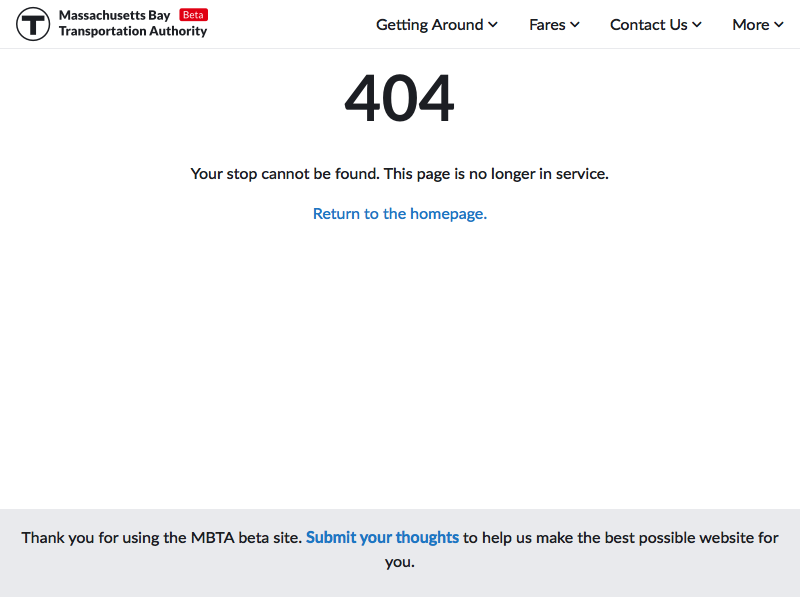 Massachusetts Bay Beta
Transportation Authority
Getting Around
Fares
Contact Us
More
404
Your stop cannot be found. This page is no longer in service.
Return to the homepage.
Thank you for using the MBTA beta site. Submit your thoughts to help us make the best possible website for
you.